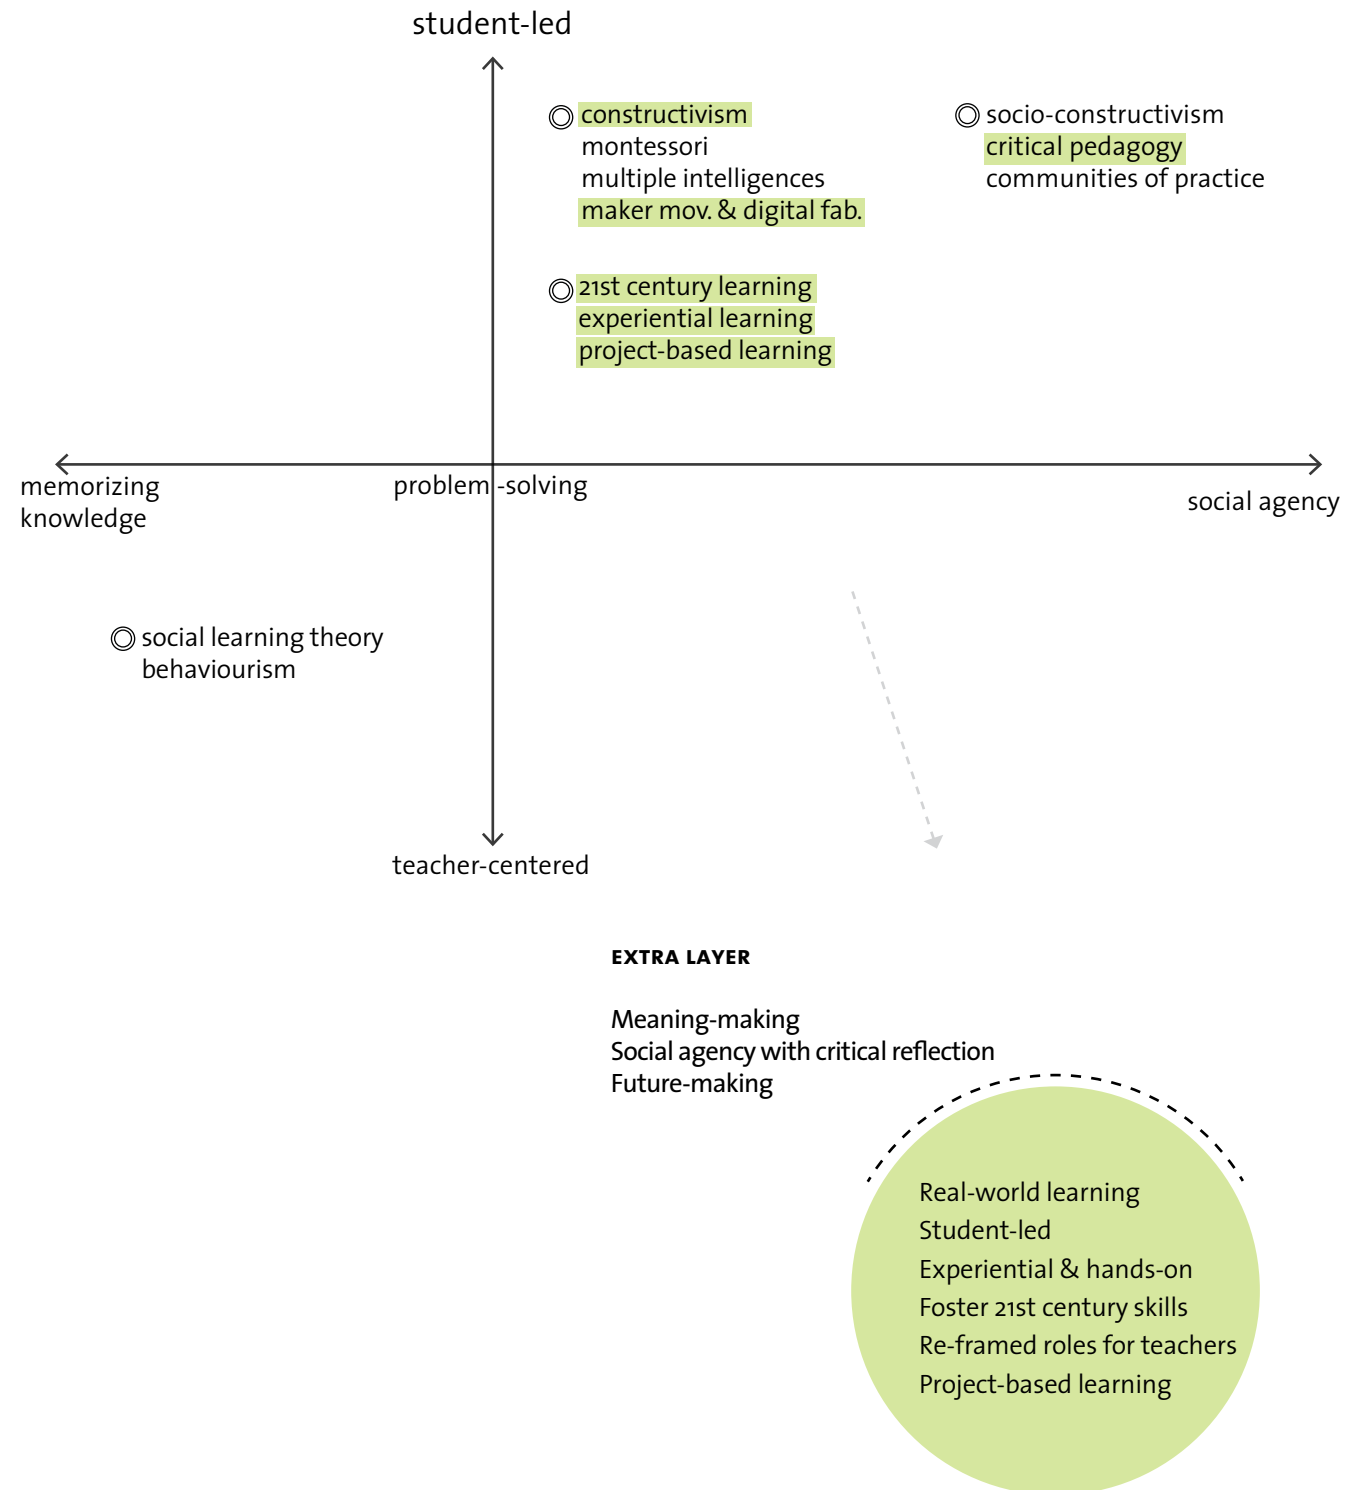 student-led
constructivism
montessori
multiple intelligences
maker mov. & digital fab.
socio-constructivism
critical pedagogy
communities of practice
21st century learning
experiential learning
project-based learning
memorizing
knowledge
problem-solving
social agency
social learning theory
behaviourism
teacher-centered
EXTRA LAYER
Meaning-making
Social agency with critical reflection
Future-making
Real-world learning
Student-led
Experiential & hands-on
Foster 21st century skills
Re-framed roles for teachers
Project-based learning